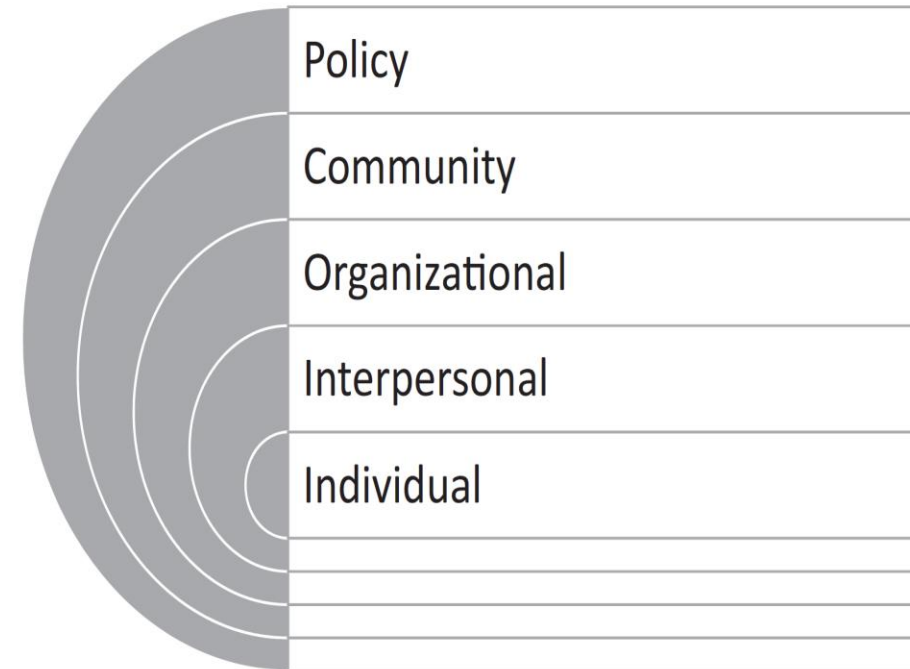 Policy
Community
Organizational
Interpersonal
Individual